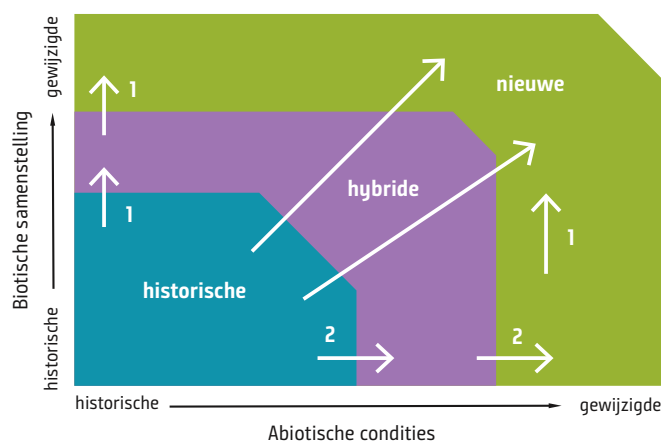 gewijzigde
Biotische samenstelling
historische
1
1
nieuwe
hybride
historische
1
2
2
historische
gewijzigde
Abiotische condities